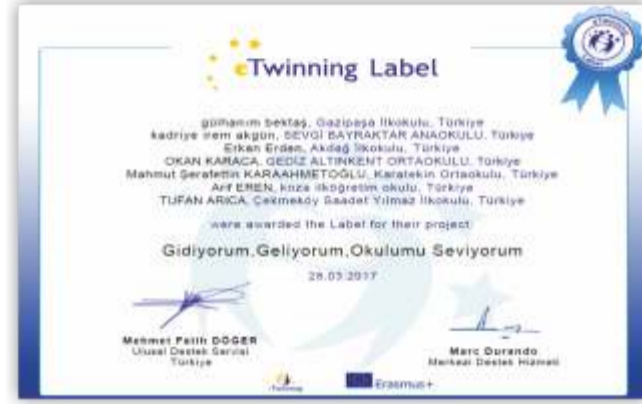 eTwinning Label
gülhanım bektaş, Gazipaşa İlkokulu, Türkiye
kadriye irem akgün, SEVGİ BAYRAKTAR ANAOKULU, Türkiye
Erkan Erden, Akdağ İlkokulu, Türkiye
OKAN KARACA, GEDİZ ALTINKENT ORTAOKULU, Türkiye
Mahmut Şerafettin KARAAHMETOĞLU, Karatekin Ortaokulu, Türkiye
Arif EREN, koza ilköğretim okulu, Türkiye
TUFAN ARICA, Çekmeköy Saadet Yılmaz İlkokulu, Türkiye
were awarded the Label for their project:
Gidiyorum,Geliyorum,Okulumu Seviyorum
28.03.2017
Mehmet Fatih DÖĞER
Ulusal Destek Servisi
Türkiye
Marc Durando
Merkezi Destek Hizmeti
eTwinning
Erasmus+